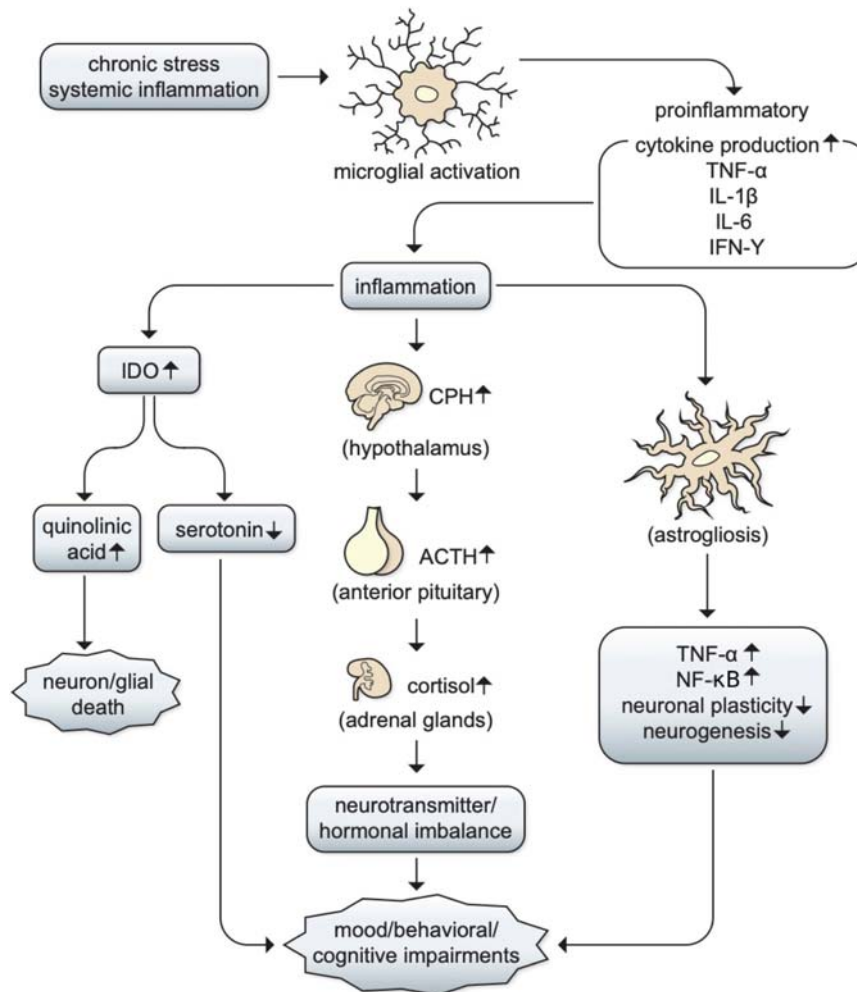 chronic stress
systemic inflammation
microglial activation
proinflammatory
cytokine production ↑
TNF-α
IL-1β
IL-6
IFN-Y
inflammation
IDO ↑
CPH ↑
(hypothalamus)
quinolinic
acid ↑
serotonin ↓
ACTH ↑
(anterior pituitary)
(astrogliosis)
neuron/glial
death
cortisol ↑
(adrenal glands)
TNF-α ↑
NF-κB ↑
neuronal plasticity ↓
neurogenesis ↓
neurotransmitter/
hormonal imbalance
mood/behavioral/
cognitive impairments